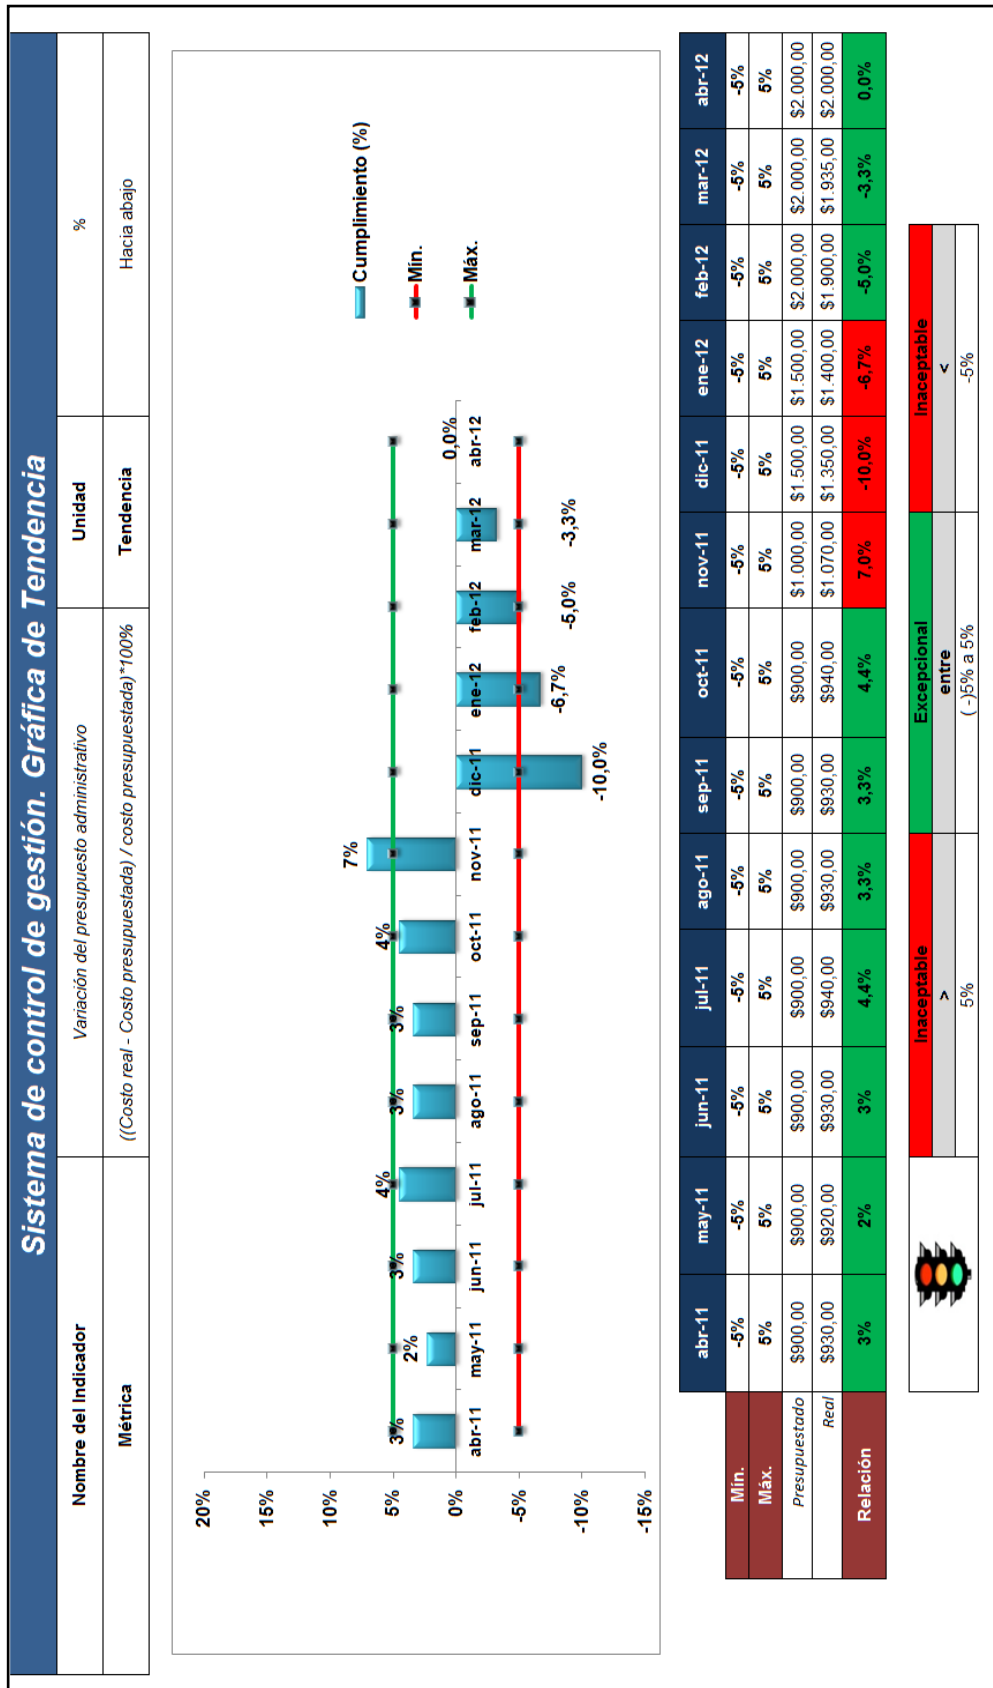 Sistema de control de gestión. Gráfica de Tendencia
Nombre del Indicador Variación del presupuesto administrativo Unidad %
Métrica ((Costo real - Costo presupuestada) / costo presupuestada)*100% Tendencia Hacia abajo
20%
15%
10%
5%
0%
-5%
-10%
-15%
3% 2% 3% 4% 3% 3% 4% 7% -10,0% -6,7% -5,0% -3,3% 0,0%
abr-11 may-11 jun-11 jul-11 ago-11 sep-11 oct-11 nov-11 dic-11 ene-12 feb-12 mar-12 abr-12
Cumplimiento (%)
Mín.
Máx.
abr-11 may-11 jun-11 jul-11 ago-11 sep-11 oct-11 nov-11 dic-11 ene-12 feb-12 mar-12 abr-12
Mín. -5% -5% -5% -5% -5% -5% -5% -5% -5% -5% -5% -5% -5%
Máx. 5% 5% 5% 5% 5% 5% 5% 5% 5% 5% 5% 5% 5%
Presupuestado $900,00 $900,00 $900,00 $900,00 $900,00 $900,00 $900,00 $1.000,00 $1.500,00 $1.500,00 $2.000,00 $2.000,00 $2.000,00
Real $930,00 $920,00 $930,00 $940,00 $930,00 $930,00 $940,00 $1.070,00 $1.350,00 $1.400,00 $1.900,00 $1.935,00 $2.000,00
Relación 3% 2% 3% 4,4% 3,3% 3,3% 4,4% 7,0% -10,0% -6,7% -5,0% -3,3% 0,0%
Inaceptable Excepcional Inaceptable
> entre <
5% ( -)5% a 5% -5%